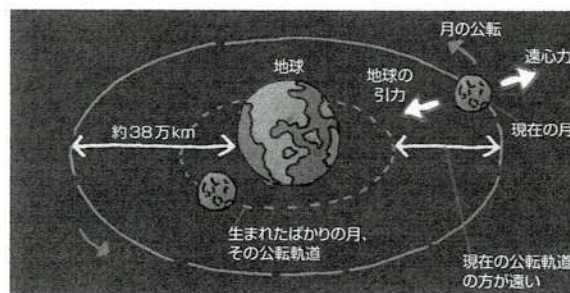 月の公転
遠心力
地球
地球の
引力
約38万km
現在の月
生まれたばかりの月、
その公転軌道
現在の公転軌道
の方が遠い